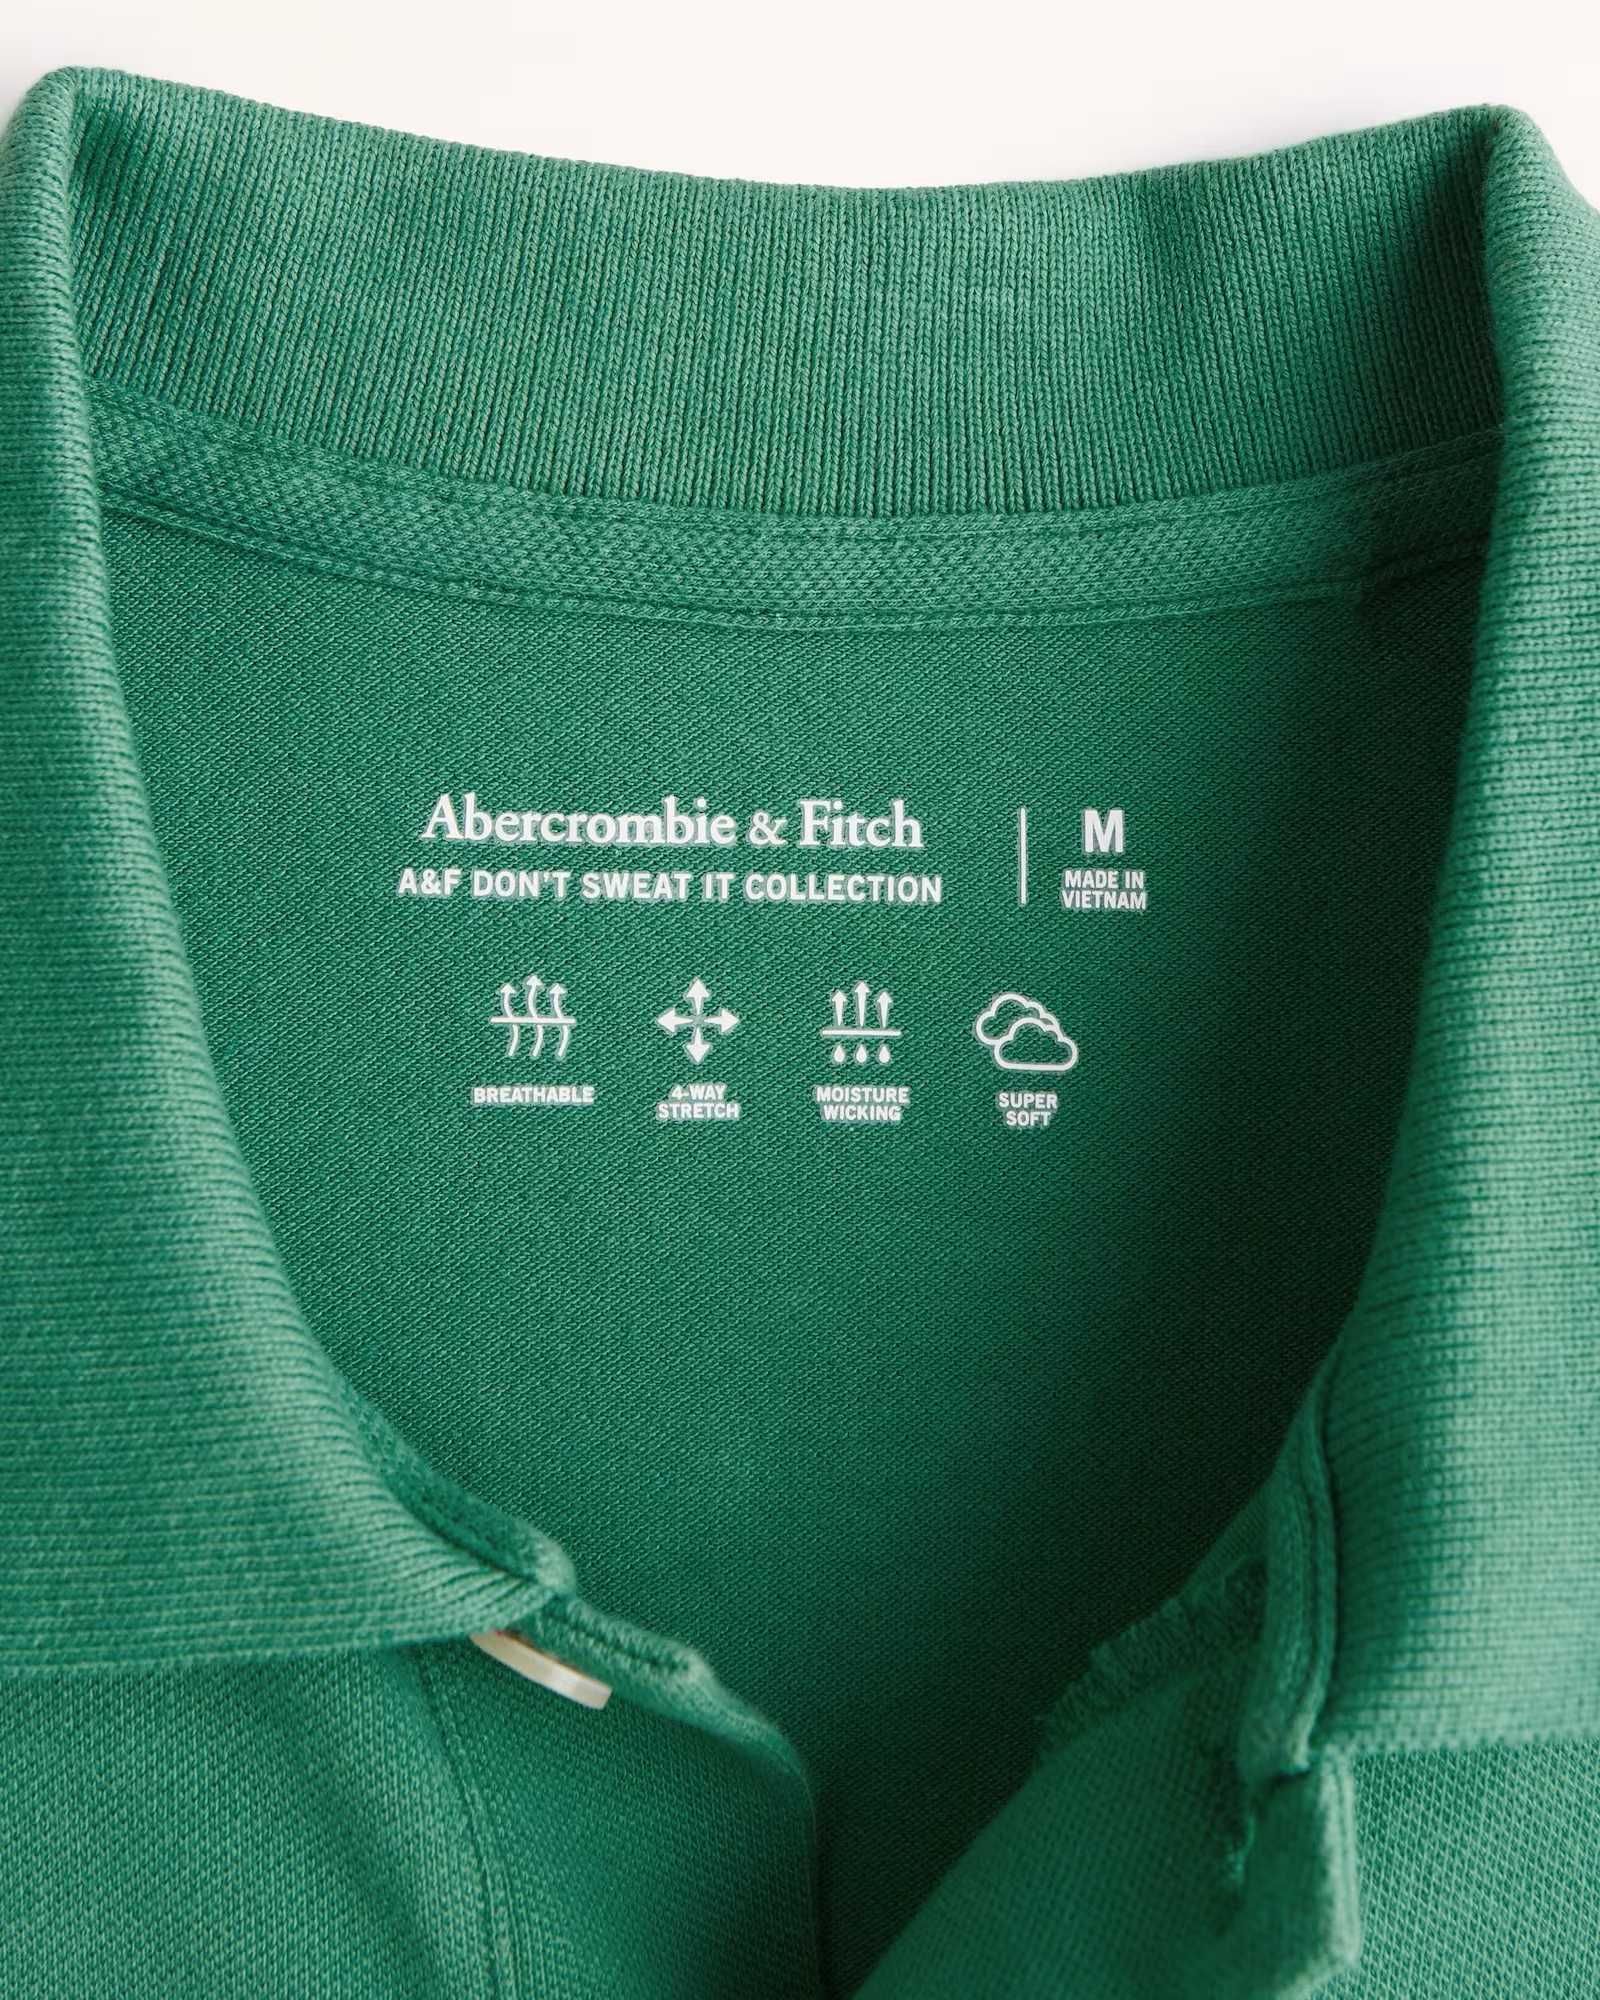 Abercrombie & Fitch
A&F DON'T SWEAT IT COLLECTION
M
MADE IN
VIETNAM
BREATHABLE
4-WAY
STRETCH
MOISTURE
WICKING
SUPER
SOFT